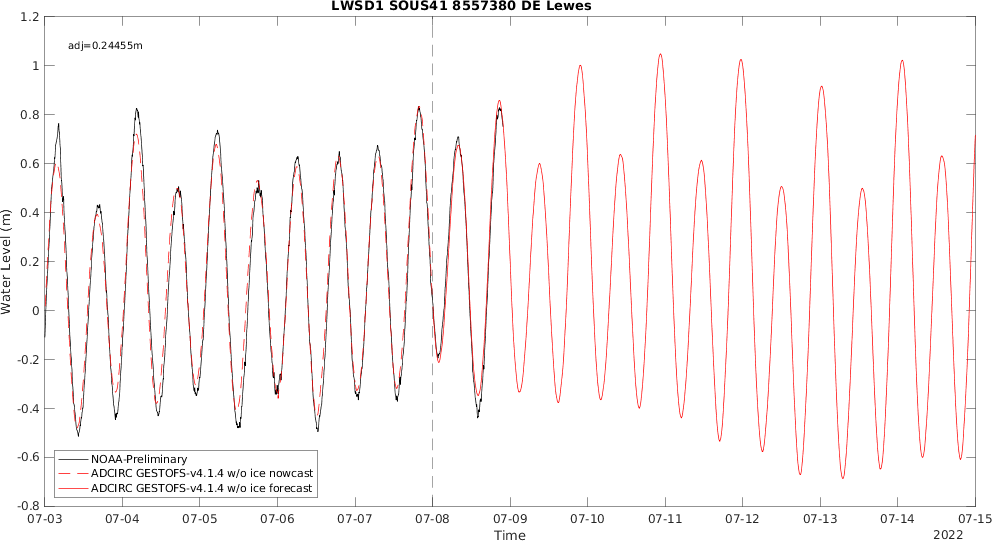 LWSD1 SOUS41 8557380 DE Lewes
adj=0.24455m
1.2
1
0.8
0.6
0.4
0.2
0
-0.2
-0.4
-0.6
-0.8
Water Level (m)
NOAA-Preliminary
ADCIRC GESTOFS-v4.1.4 w/o ice nowcast
ADCIRC GESTOFS-v4.1.4 w/o ice forecast
07-03 07-04 07-05 07-06 07-07 07-08 07-09 07-10 07-11 07-12 07-13 07-14 07-15
Time
2022